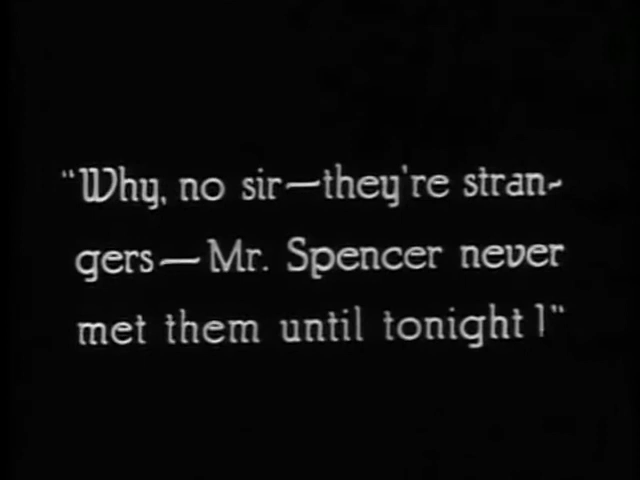 "Why, no sir—they're stran-
gers—Mr. Spencer never
met them until tonight!"